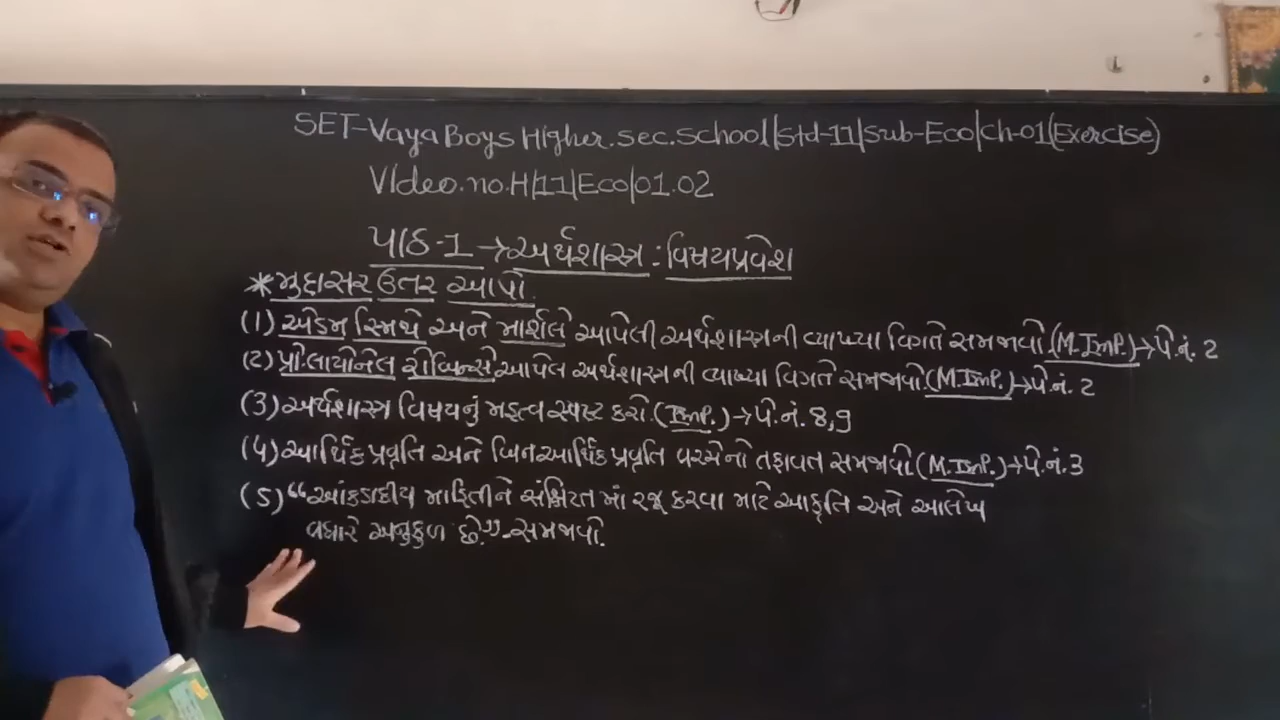 SET-Vaya Boys Higher.sec.school|std-11|sub-Eco|ch-01(Exercise)
VIdeo.no.H|11|Eco|01.02
પાઠ-1 → અર્થશાસ્ત્ર : વિષયપ્રવેશ
*મુદ્દાસર ઉતર આપો.
(1) એડમ સ્મિથે અને માર્શલે આપેલી અર્થશાસ્ત્રની વ્યાખ્યા વિગતે સમજાવો.(M.Imp.)→પે.નં. 2
(૨) પ્રો.લાયોનેલ રોબિન્સે આપેલ અર્થશાસ્ત્રની વ્યાખ્યા વિગતે સમજાવો.(M.Imp.)→પે.નં. 2
(3) અર્થશાસ્ત્ર વિષયનું મહત્વ સ્પષ્ટ કરો.(Imp.)→પે.નં. 8,9
(4) આર્થિક પ્રવૃતિ અને બિનઆર્થિક પ્રવૃતિ વચ્ચેનો તફાવત સમજાવો(M.Imp.)→પે.નં.3
(5) “આંકડાકીય માહિતીને સંક્ષિપ્ત માં રજૂ કરવા માટે આકૃતિ અને આલેખ
વધારે અનુકુળ છે.”-સમજાવો.